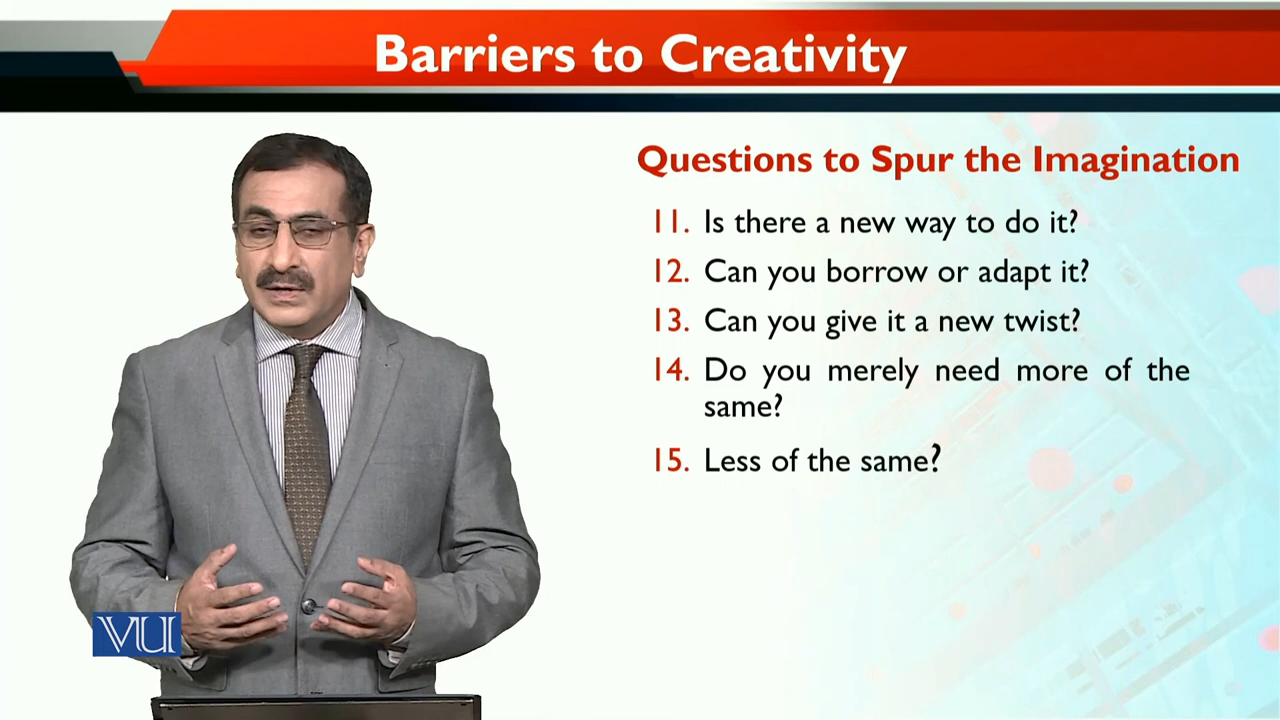 Barriers to Creativity
Questions to Spur the Imagination
11. Is there a new way to do it?
12. Can you borrow or adapt it?
13. Can you give it a new twist?
14. Do you merely need more of the
same?
15. Less of the same?
VU